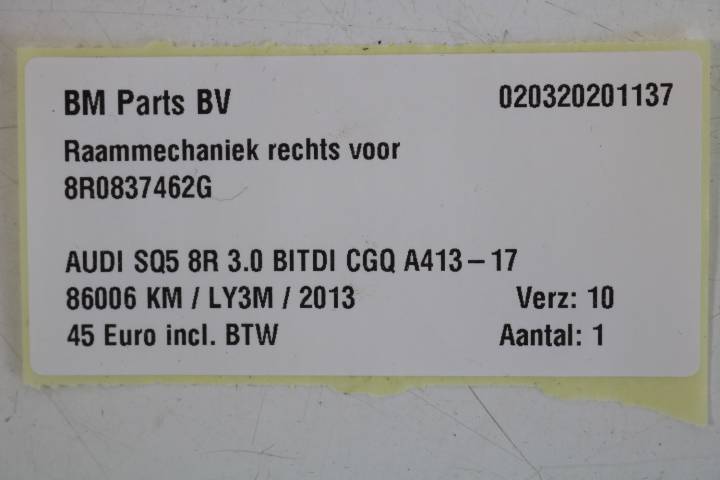 BM Parts BV 020320201137
Raammechaniek rechts voor
8R0837462G
AUDI SQ5 8R 3.0 BITDI CGQ A413-17
86006 KM / LY3M / 2013 Verz: 10
45 Euro incl. BTW Aantal: 1